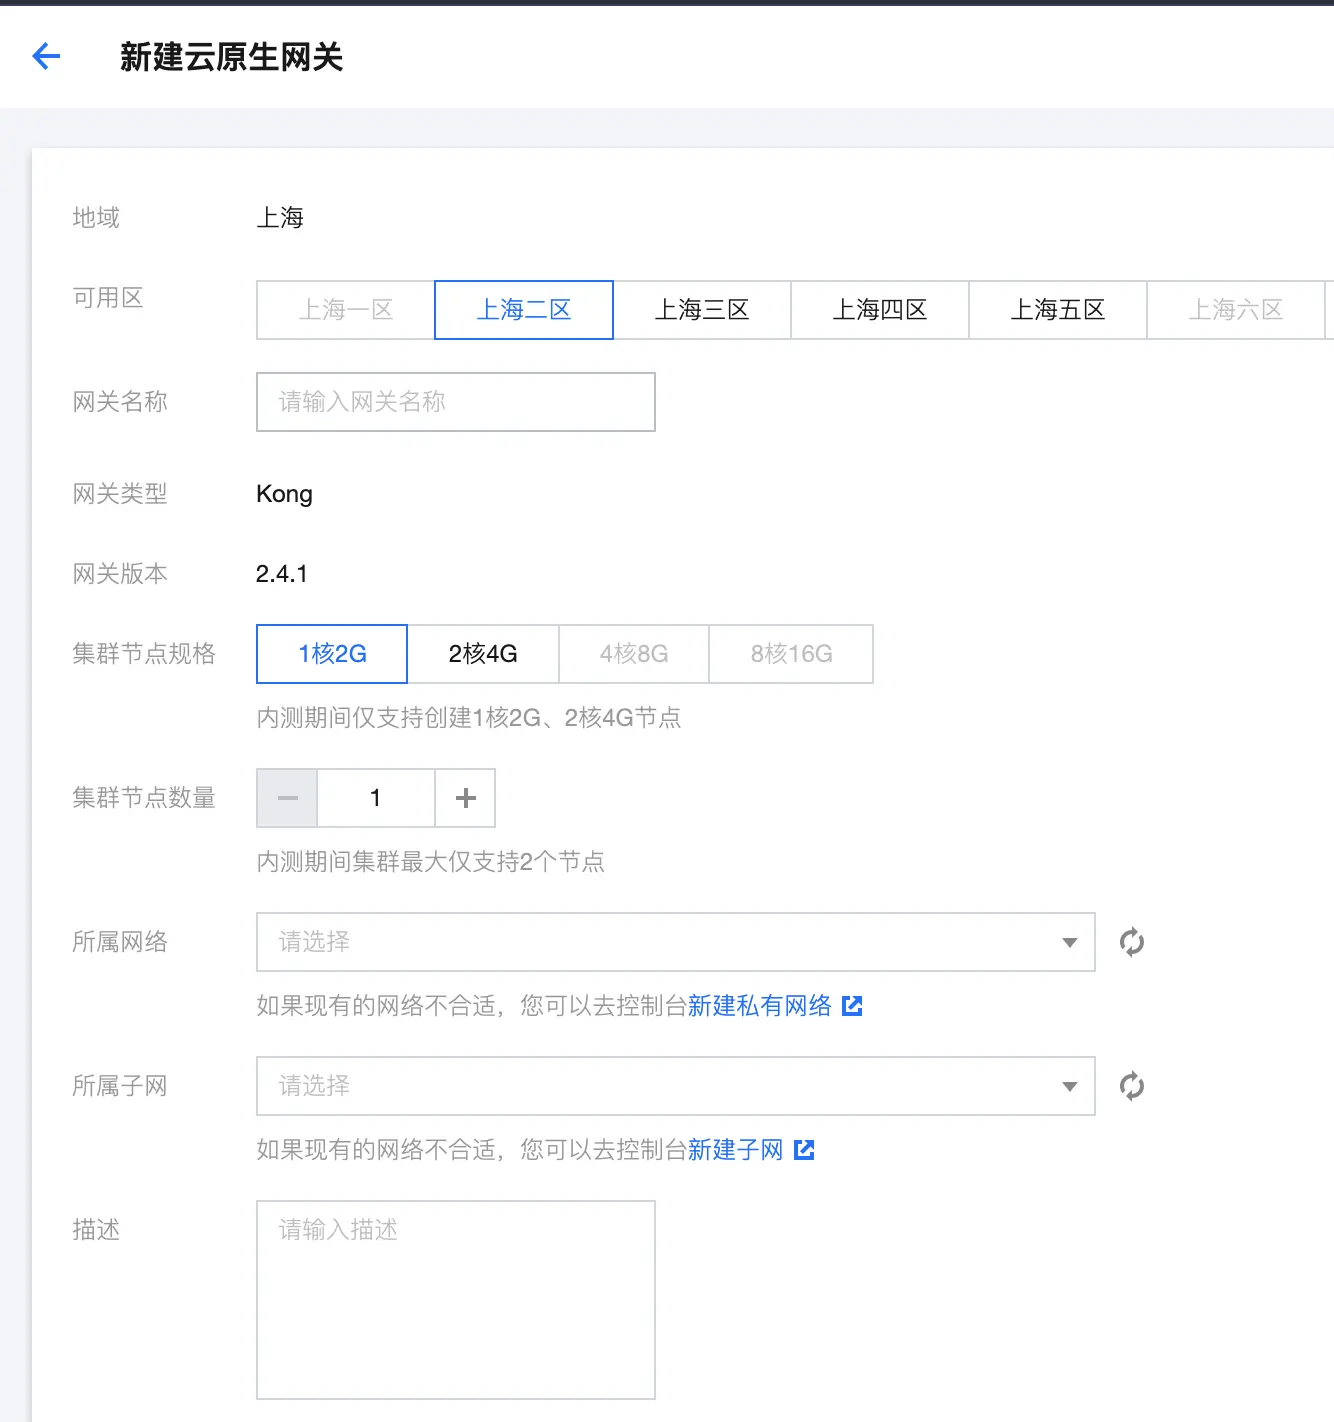 新建云原生网关
地域 上海
可用区 上海一区 上海二区 上海三区 上海四区 上海五区 上海六区
网关名称 请输入网关名称
网关类型 Kong
网关版本 2.4.1
集群节点规格 1核2G 2核4G 4核8G 8核16G
内测期间仅支持创建1核2G、2核4G节点
集群节点数量 1
内测期间集群最大仅支持2个节点
所属网络 请选择
如果现有的网络不合适，您可以去控制台新建私有网络
所属子网 请选择
如果现有的网络不合适，您可以去控制台新建子网
描述 请输入描述